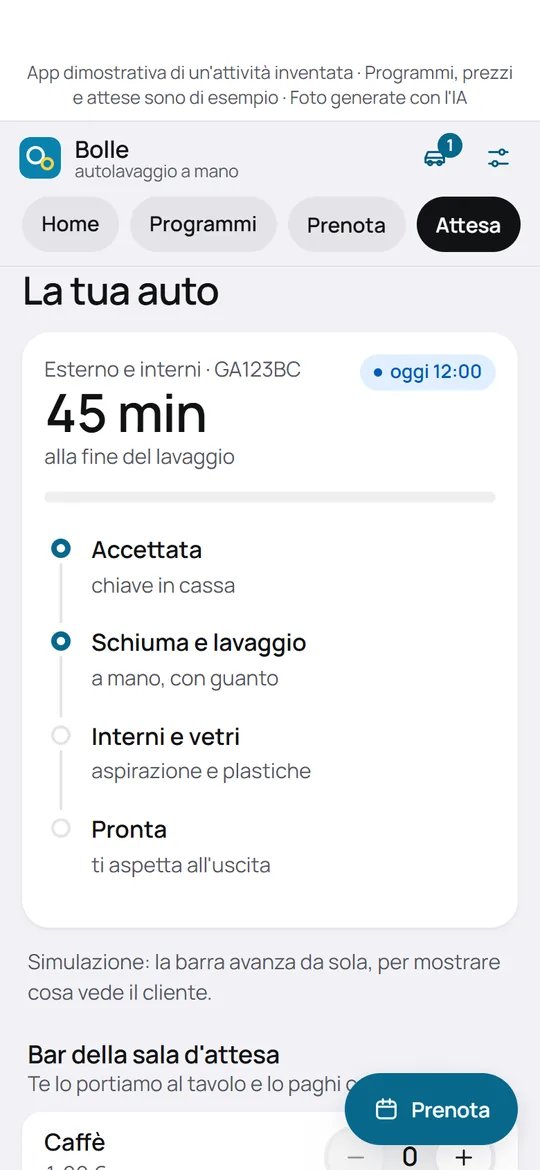 App dimostrativa di un'attività inventata · Programmi, prezzi
e attese sono di esempio · Foto generate con l'IA
Bolle
autolavaggio a mano
1
Home
Programmi
Prenota
Attesa
La tua auto
Esterno e interni · GA123BC
oggi 12:00
45 min
alla fine del lavaggio
Accettata
chiave in cassa
Schiuma e lavaggio
a mano, con guanto
Interni e vetri
aspirazione e plastiche
Pronta
ti aspetta all'uscita
Simulazione: la barra avanza da sola, per mostrare
cosa vede il cliente.
Bar della sala d'attesa
Te lo portiamo al tavolo e lo paghi
Prenota
Caffè
0